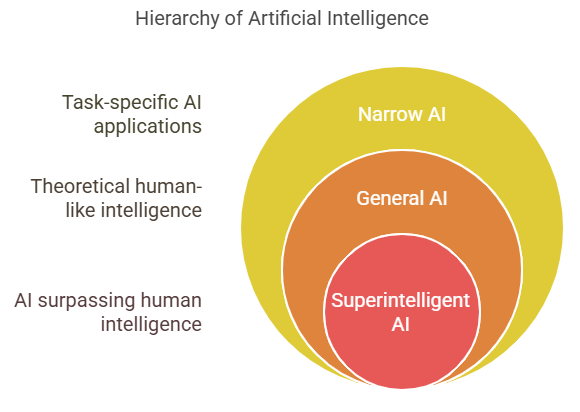 Hierarchy of Artificial Intelligence
Task-specific AI
applications
Narrow AI
Theoretical human-
like intelligence
General AI
AI surpassing human
intelligence
Superintelligent
AI